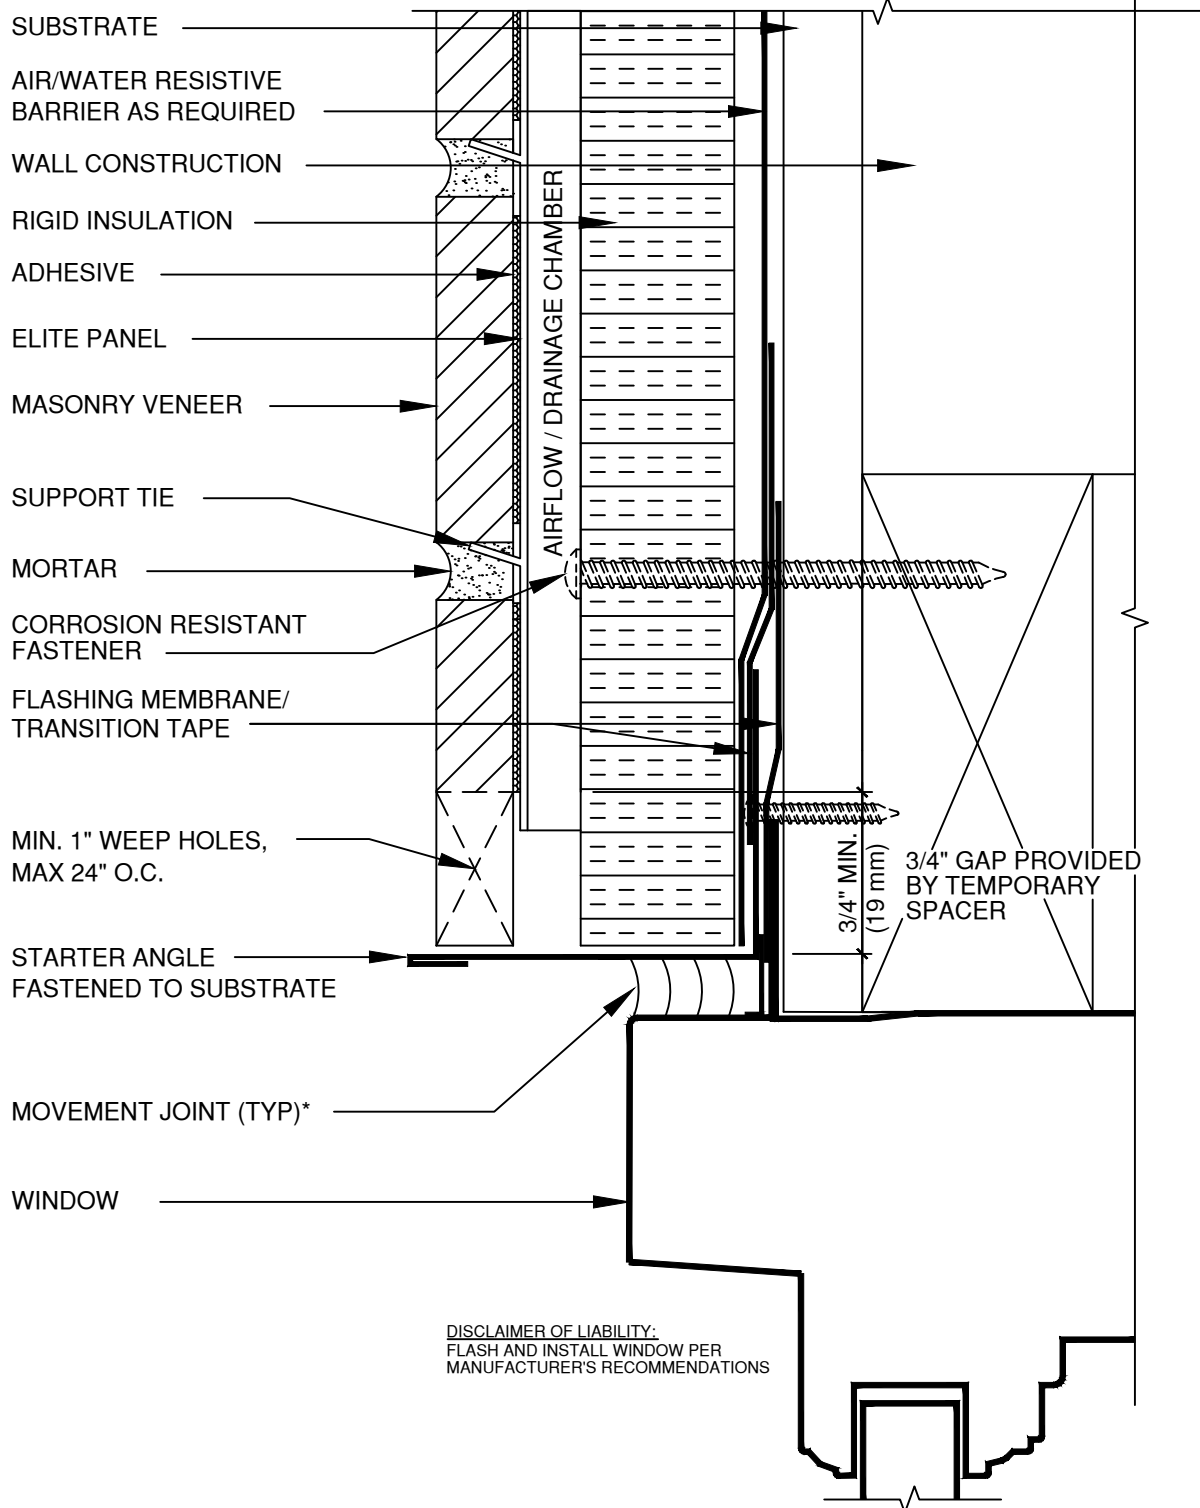 SUBSTRATE
AIR/WATER RESISTIVE
BARRIER AS REQUIRED
WALL CONSTRUCTION
RIGID INSULATION
ADHESIVE
ELITE PANEL
MASONRY VENEER
SUPPORT TIE
MORTAR
CORROSION RESISTANT
FASTENER
FLASHING MEMBRANE/
TRANSITION TAPE
MIN. 1" WEEP HOLES,
MAX 24" O.C.
STARTER ANGLE
FASTENED TO SUBSTRATE
MOVEMENT JOINT (TYP)*
WINDOW
AIRFLOW / DRAINAGE CHAMBER
3/4" MIN.
(19 mm)
3/4" GAP PROVIDED
BY TEMPORARY
SPACER
DISCLAIMER OF LIABILITY:
FLASH AND INSTALL WINDOW PER
MANUFACTURER'S RECOMMENDATIONS